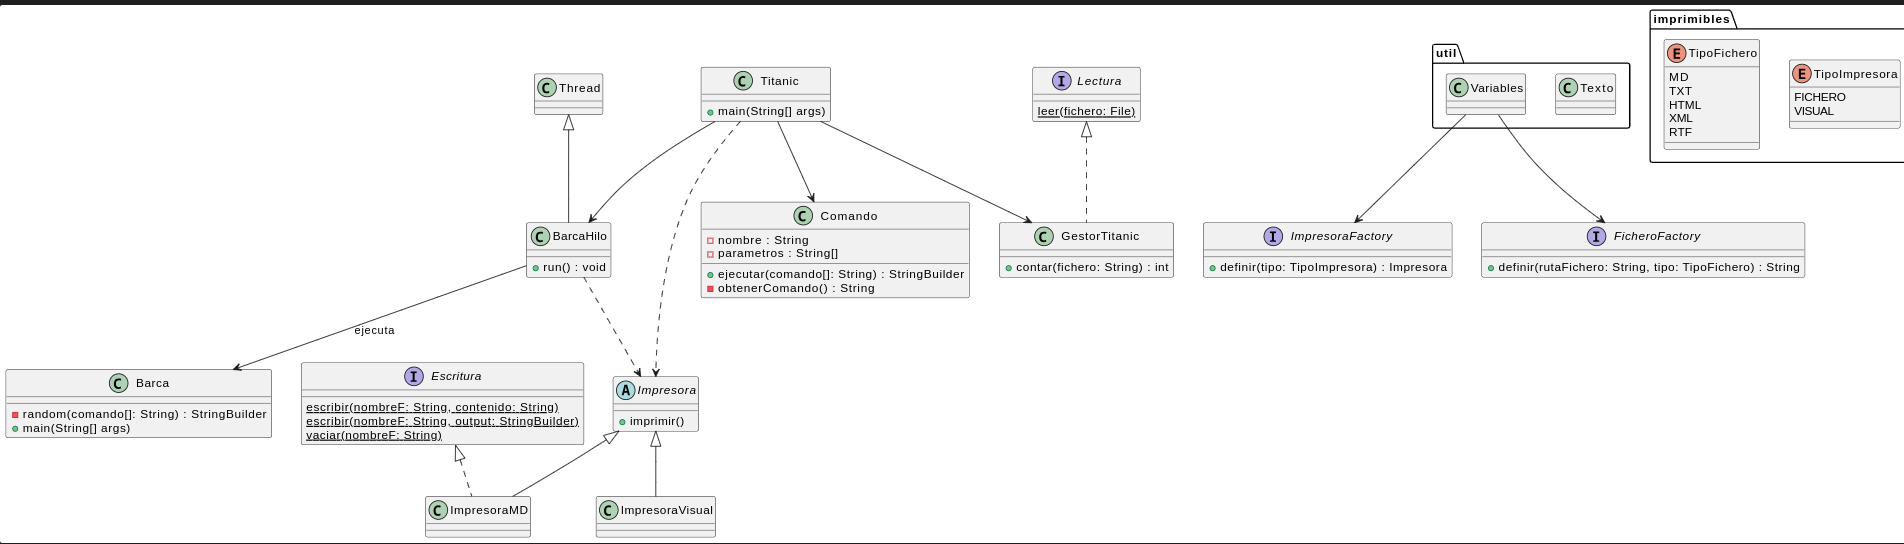 imprimibles
E TipoFichero
MD
TXT
HTML
XML
RTF
E TipoImpresora
FICHERO
VISUAL
util
C Variables
C Texto
C Thread
C Titanic
main(String[] args)
I Lectura
leer(fichero: File)
C BarcaHilo
run() : void
C Comando
nombre : String
parametros : String[]
ejecutar(comando[]: String) : StringBuilder
obtenerComando() : String
C GestorTitanic
contar(fichero: String) : int
I ImpresoraFactory
definir(tipo: TipoImpresora) : Impresora
I FicheroFactory
definir(rutaFichero: String, tipo: TipoFichero) : String
ejecuta
C Barca
random(comando[]: String) : StringBuilder
main(String[] args)
I Escritura
escribir(nombreF: String, contenido: String)
escribir(nombreF: String, output: StringBuilder)
vaciar(nombreF: String)
A Impresora
imprimir()
C ImpresoraMD
C ImpresoraVisual